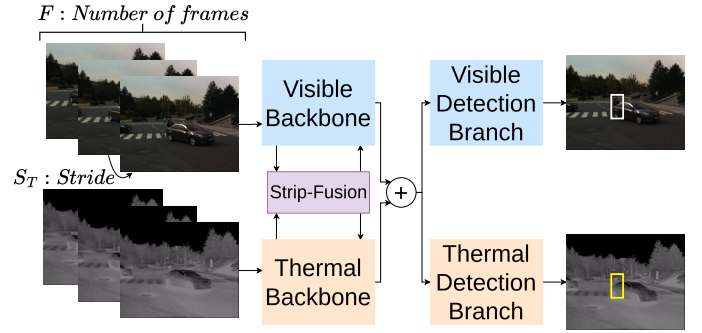 F : Number of frames
S_T : Stride
Visible
Backbone
Strip-Fusion
Thermal
Backbone
+
Visible
Detection
Branch
Thermal
Detection
Branch